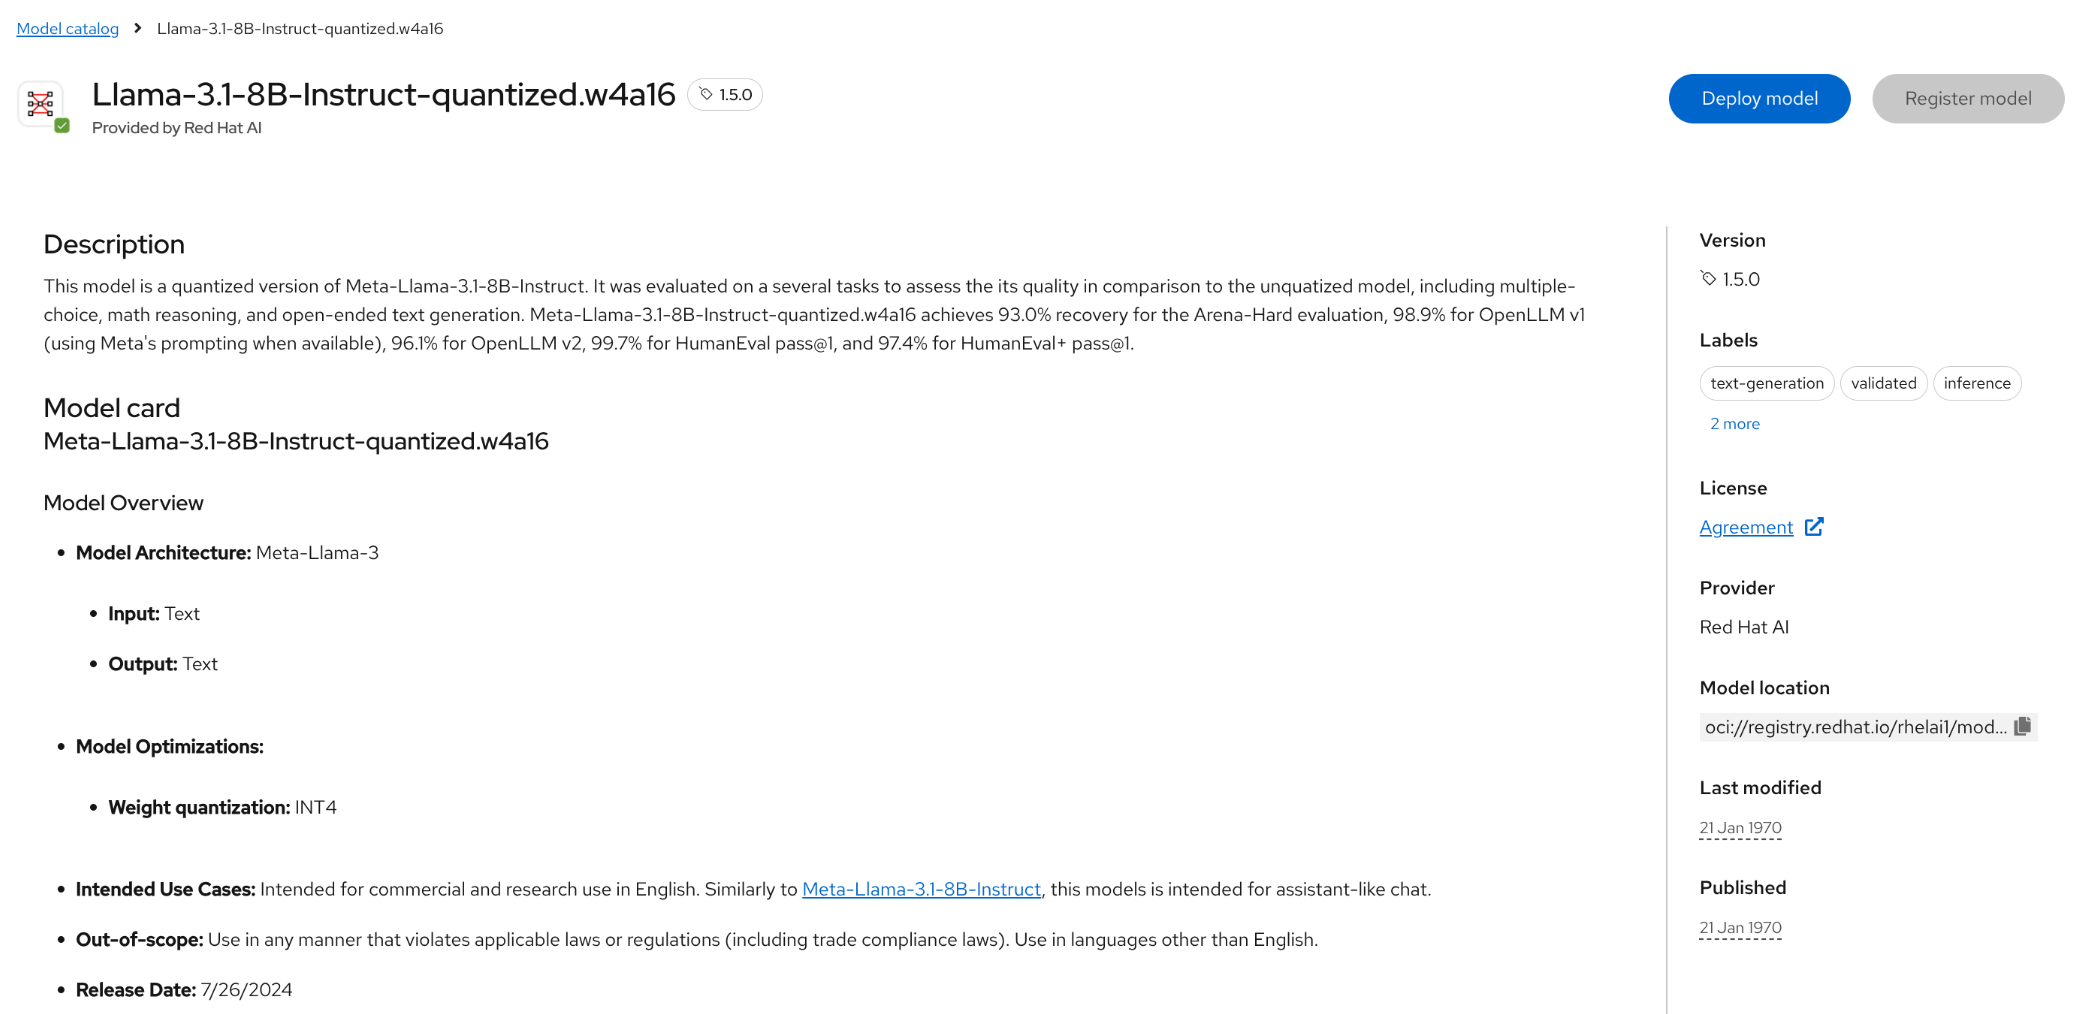 Model catalog > Llama-3.1-8B-Instruct-quantized.w4a16
Llama-3.1-8B-Instruct-quantized.w4a16 1.5.0
Provided by Red Hat AI
Deploy model
Register model
Description
This model is a quantized version of Meta-Llama-3.1-8B-Instruct. It was evaluated on a several tasks to assess the its quality in comparison to the unquatized model, including multiple-
choice, math reasoning, and open-ended text generation. Meta-Llama-3.1-8B-Instruct-quantized.w4a16 achieves 93.0% recovery for the Arena-Hard evaluation, 98.9% for OpenLLM v1
(using Meta's prompting when available), 96.1% for OpenLLM v2, 99.7% for HumanEval pass@1, and 97.4% for HumanEval+ pass@1.
Model card
Meta-Llama-3.1-8B-Instruct-quantized.w4a16
Model Overview
• Model Architecture: Meta-Llama-3
• Input: Text
• Output: Text
• Model Optimizations:
• Weight quantization: INT4
• Intended Use Cases: Intended for commercial and research use in English. Similarly to Meta-Llama-3.1-8B-Instruct, this models is intended for assistant-like chat.
• Out-of-scope: Use in any manner that violates applicable laws or regulations (including trade compliance laws). Use in languages other than English.
• Release Date: 7/26/2024
Version
1.5.0
Labels
text-generation validated inference
2 more
License
Agreement
Provider
Red Hat AI
Model location
oci://registry.redhat.io/rhelai1/mod...
Last modified
21 Jan 1970
Published
21 Jan 1970